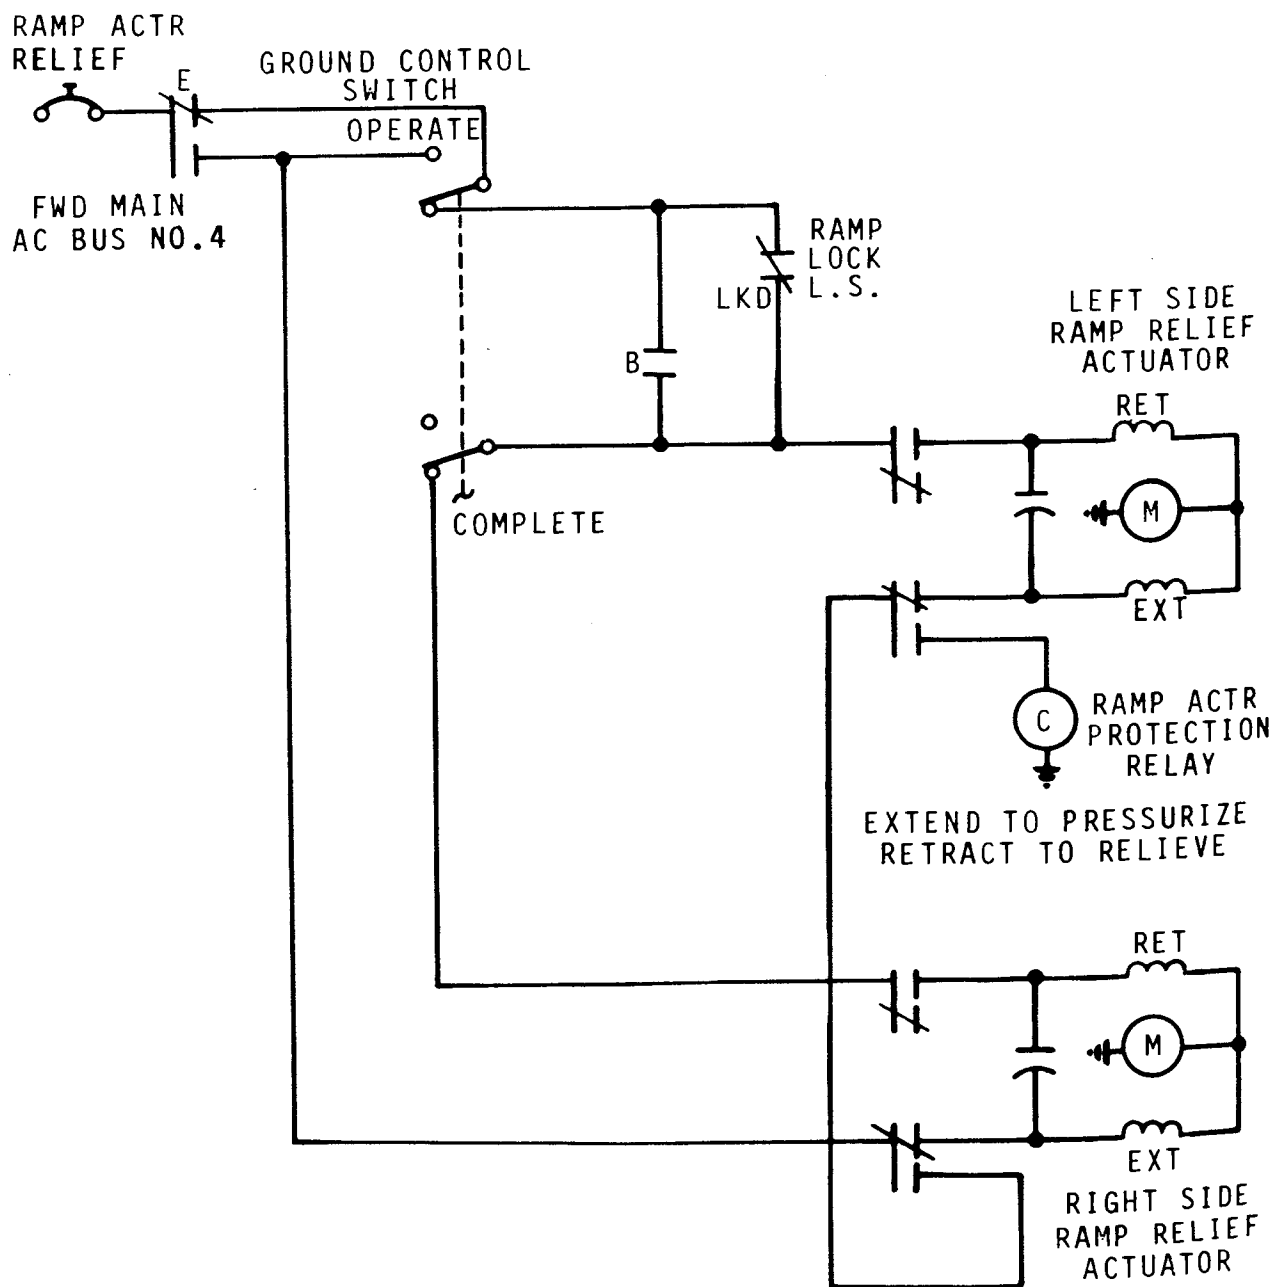 RAMP ACTR
RELIEF
E
GROUND CONTROL
SWITCH
OPERATE
FWD MAIN
AC BUS NO.4
RAMP
LOCK
L.S.
LKD
B
LEFT SIDE
RAMP RELIEF
ACTUATOR
RET
M
COMPLETE
EXT
C
RAMP ACTR
PROTECTION
RELAY
EXTEND TO PRESSURIZE
RETRACT TO RELIEVE
RET
M
EXT
RIGHT SIDE
RAMP RELIEF
ACTUATOR